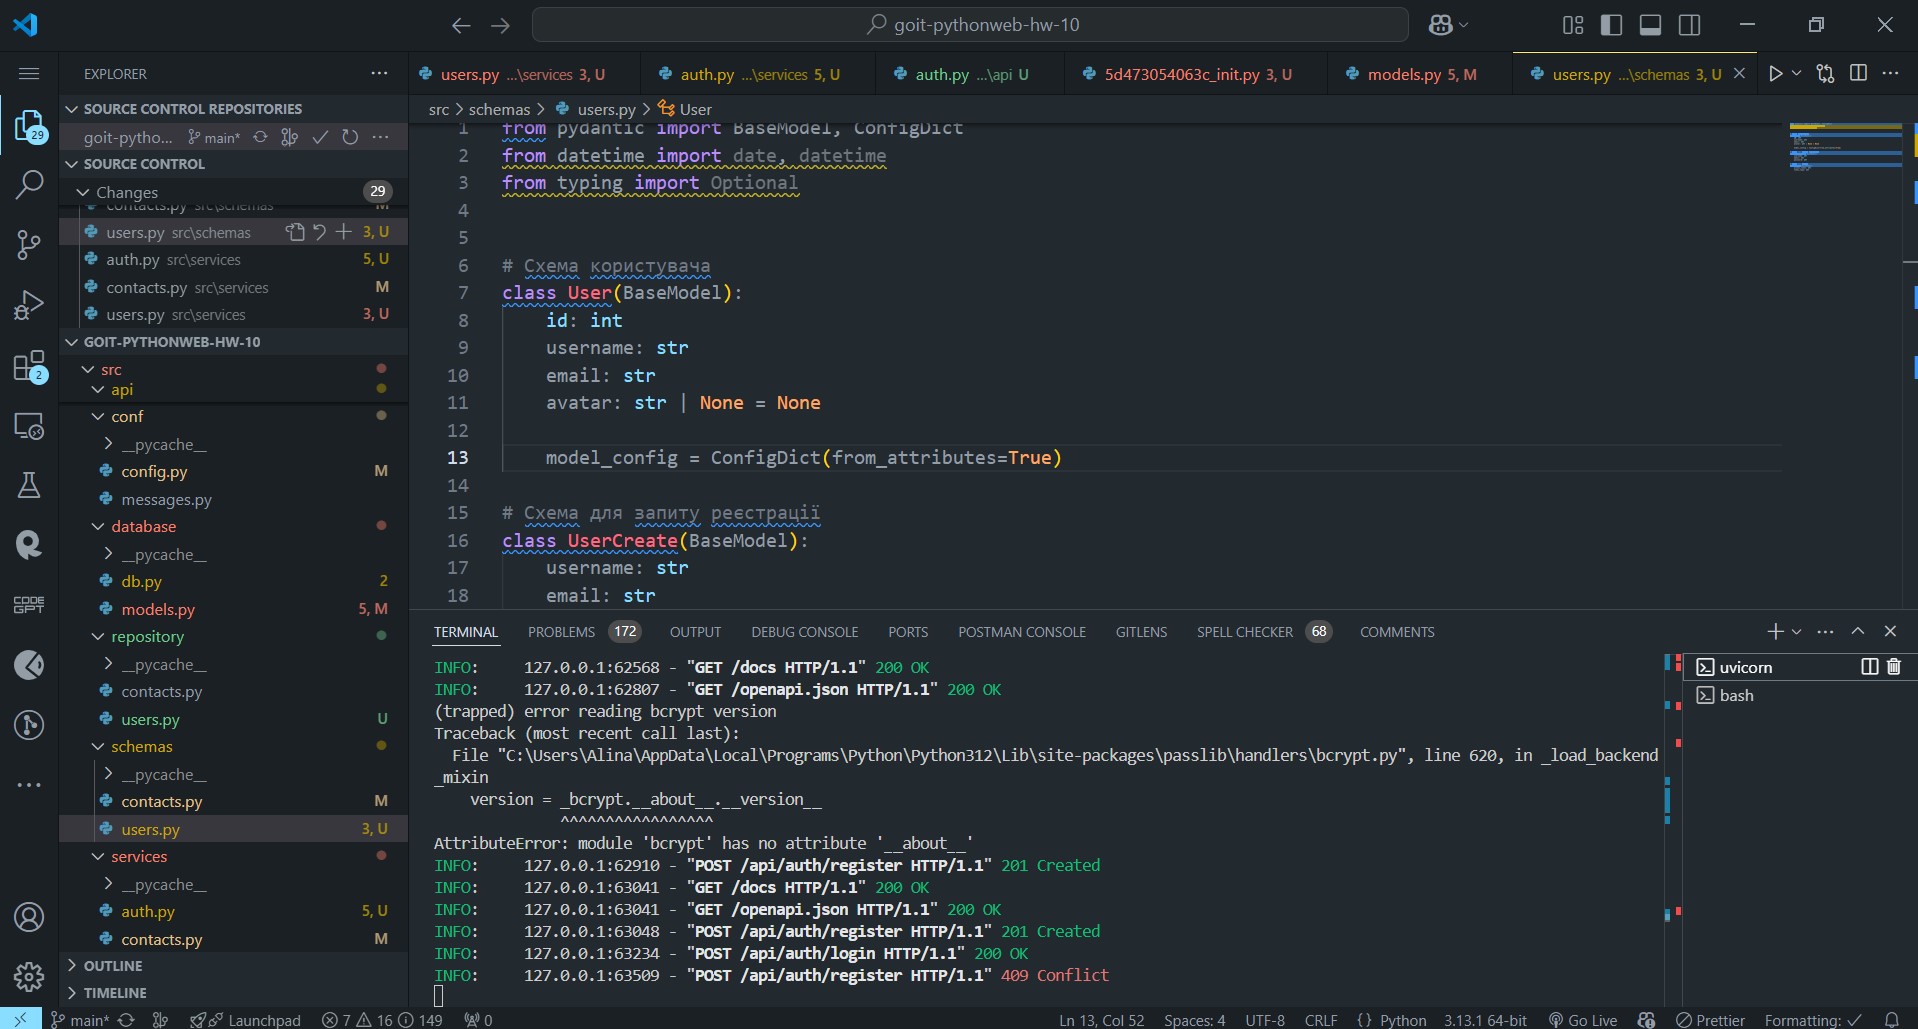 goit-pythonweb-hw-10
EXPLORER
SOURCE CONTROL REPOSITORIES
goit-pytho... main*
SOURCE CONTROL
Changes 29
contacts.py src\schemas M
users.py src\schemas 3, U
auth.py src\services 5, U
contacts.py src\services M
users.py src\services 3, U
GOIT-PYTHONWEB-HW-10
src
api
conf
__pycache__
config.py M
messages.py
database
__pycache__
db.py 2
models.py 5, M
repository
__pycache__
contacts.py
users.py U
schemas
__pycache__
contacts.py M
users.py 3, U
services
__pycache__
auth.py 5, U
contacts.py M
OUTLINE
TIMELINE
29
2
CODE
GPT
users.py ...\services 3, U auth.py ...\services 5, U auth.py ...\api U 5d473054063c_init.py 3, U models.py 5, M users.py ...\schemas 3, U
src > schemas > users.py > User
1 from pydantic import BaseModel, ConfigDict
2 from datetime import date, datetime
3 from typing import Optional
4
5
6 # Схема користувача
7 class User(BaseModel):
8 id: int
9 username: str
10 email: str
11 avatar: str | None = None
12
13 model_config = ConfigDict(from_attributes=True)
14
15 # Схема для запиту реєстрації
16 class UserCreate(BaseModel):
17 username: str
18 email: str
TERMINAL PROBLEMS 172 OUTPUT DEBUG CONSOLE PORTS POSTMAN CONSOLE GITLENS SPELL CHECKER 68 COMMENTS
INFO: 127.0.0.1:62568 - "GET /docs HTTP/1.1" 200 OK
INFO: 127.0.0.1:62807 - "GET /openapi.json HTTP/1.1" 200 OK
(trapped) error reading bcrypt version
Traceback (most recent call last):
File "C:\Users\Alina\AppData\Local\Programs\Python\Python312\Lib\site-packages\passlib\handlers\bcrypt.py", line 620, in _load_backend
_mixin
version = _bcrypt.__about__.__version__
^^^^^^^^^^^^^^^^^
AttributeError: module 'bcrypt' has no attribute '__about__'
INFO: 127.0.0.1:62910 - "POST /api/auth/register HTTP/1.1" 201 Created
INFO: 127.0.0.1:63041 - "GET /docs HTTP/1.1" 200 OK
INFO: 127.0.0.1:63041 - "GET /openapi.json HTTP/1.1" 200 OK
INFO: 127.0.0.1:63048 - "POST /api/auth/register HTTP/1.1" 201 Created
INFO: 127.0.0.1:63234 - "POST /api/auth/login HTTP/1.1" 200 OK
INFO: 127.0.0.1:63509 - "POST /api/auth/register HTTP/1.1" 409 Conflict
uvicorn
bash
main* Launchpad 7 16 149 0 Ln 13, Col 52 Spaces: 4 UTF-8 CRLF {} Python 3.13.1 64-bit Go Live Prettier Formatting: ✓